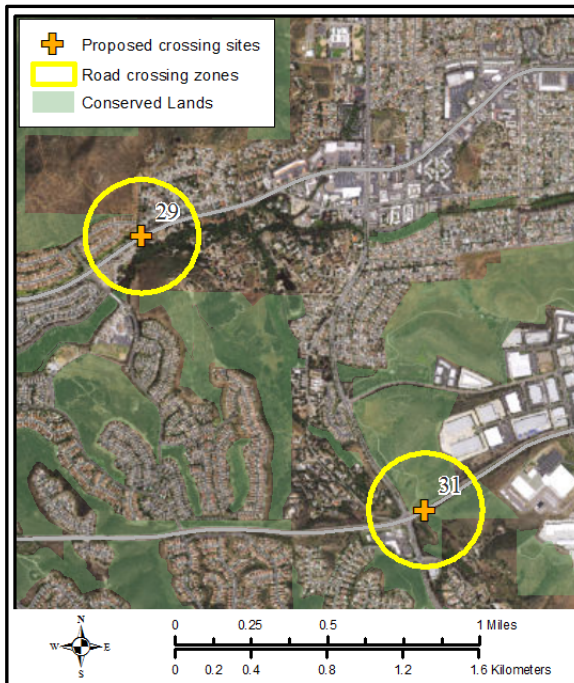 Proposed crossing sites
Road crossing zones
Conserved Lands
29
31
N
W E
S
0 0.25 0.5 1 Miles
0 0.2 0.4 0.8 1.2 1.6 Kilometers